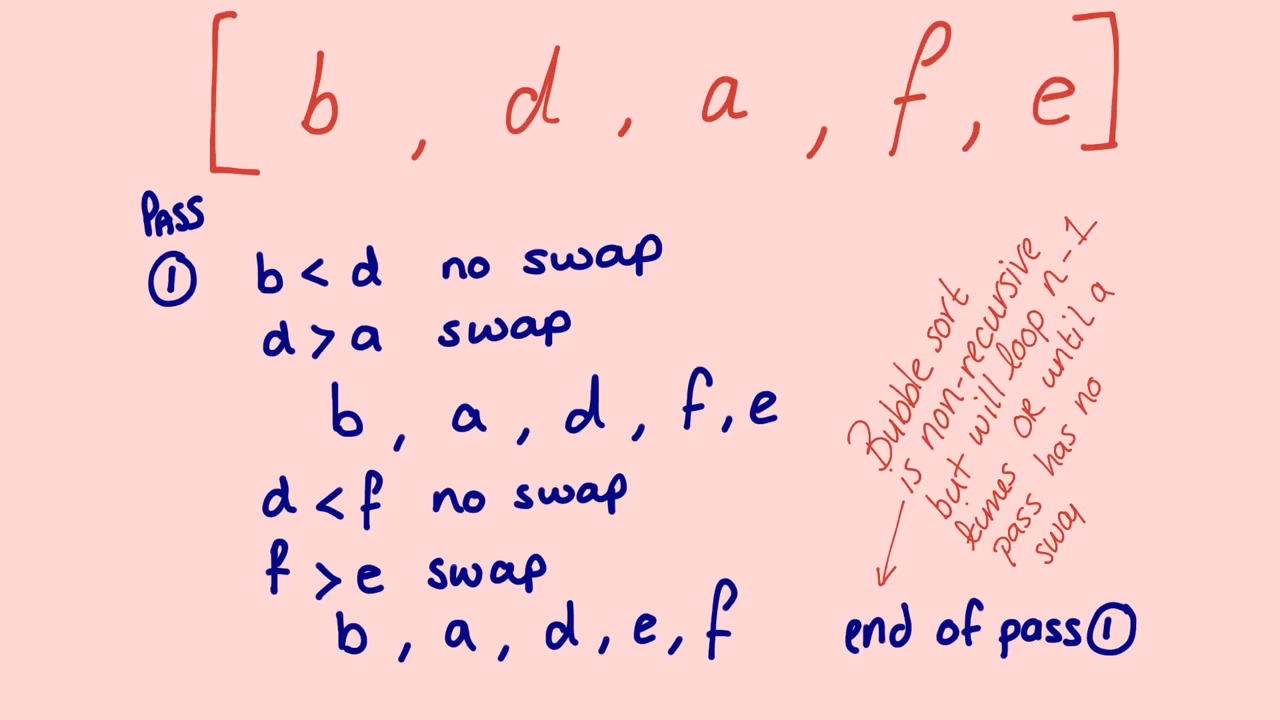 [ b , d , a , f , e ]
PASS
① b < d no swap
d > a swap
b , a , d , f , e
d < f no swap
f > e swap
b , a , d , e , f
end of pass ①
Bubble sort
is non-recursive
but will loop n-1
times OR until a
pass has no
swap